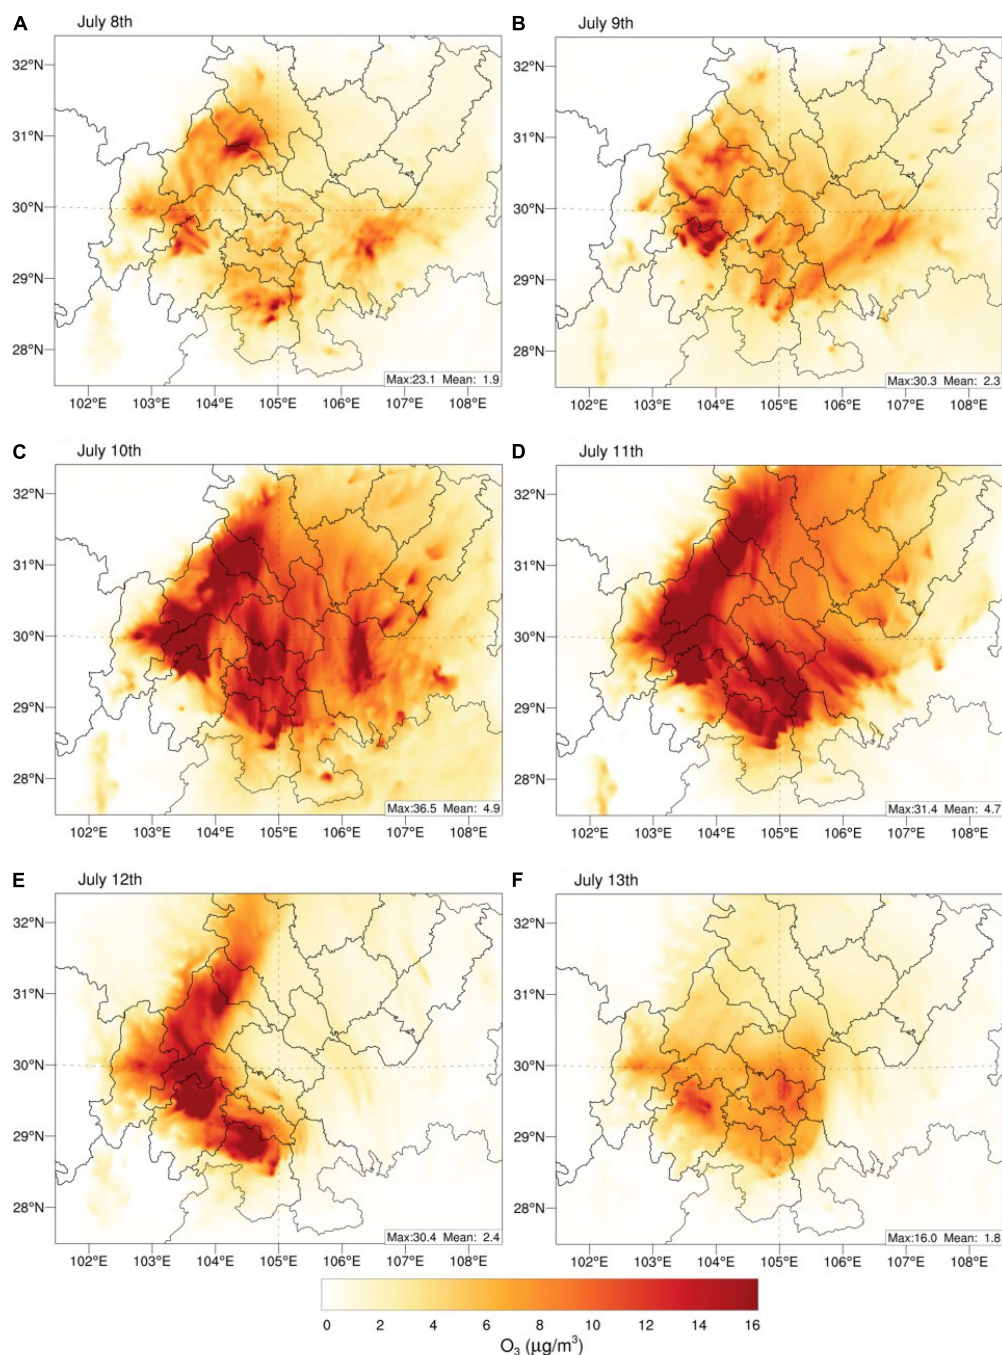 A July 8th
B July 9th
32°N
31°N
30°N
29°N
28°N
Max:23.1 Mean: 1.9
102°E 103°E 104°E 105°E 106°E 107°E 108°E
32°N
31°N
30°N
29°N
28°N
Max:30.3 Mean: 2.3
102°E 103°E 104°E 105°E 106°E 107°E 108°E
C July 10th
D July 11th
32°N
31°N
30°N
29°N
28°N
Max:36.5 Mean: 4.9
102°E 103°E 104°E 105°E 106°E 107°E 108°E
32°N
31°N
30°N
29°N
28°N
Max:31.4 Mean: 4.7
102°E 103°E 104°E 105°E 106°E 107°E 108°E
E July 12th
F July 13th
32°N
31°N
30°N
29°N
28°N
Max:30.4 Mean: 2.4
102°E 103°E 104°E 105°E 106°E 107°E 108°E
32°N
31°N
30°N
29°N
28°N
Max:16.0 Mean: 1.8
102°E 103°E 104°E 105°E 106°E 107°E 108°E
0 2 4 6 8 10 12 14 16
O₃ (μg/m³)